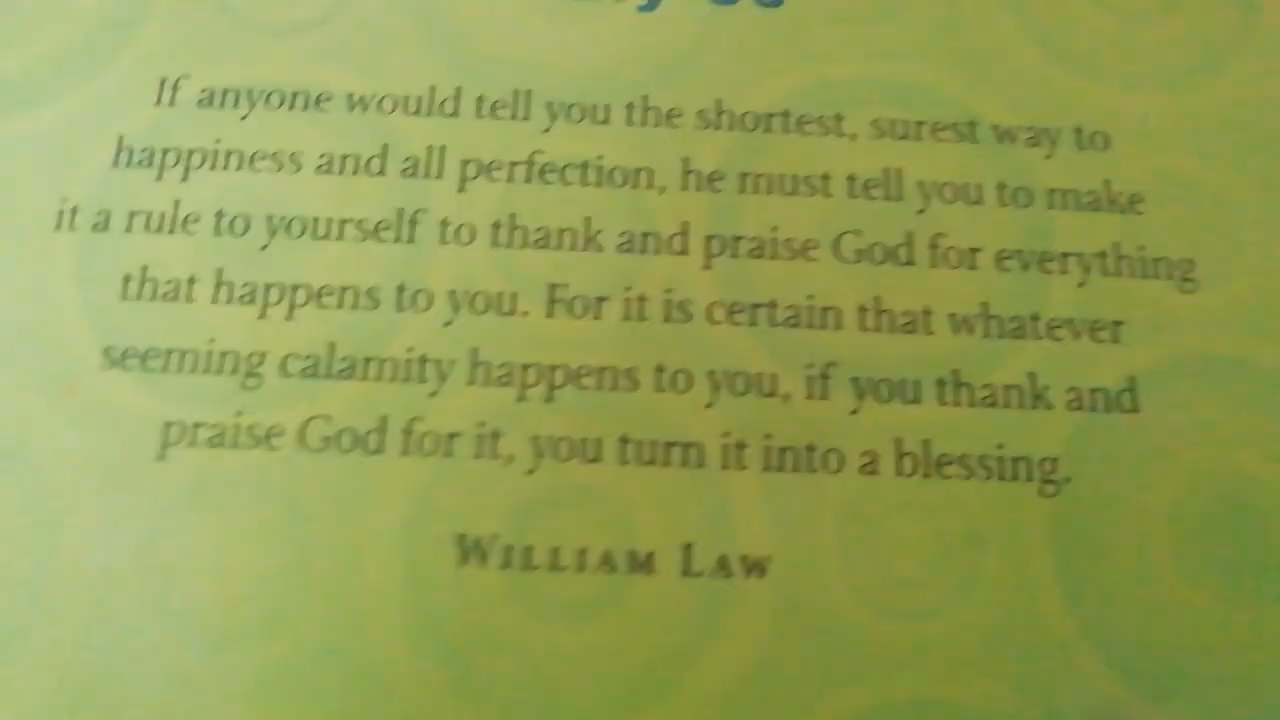 If anyone would tell you the shortest, surest way to
happiness and all perfection, he must tell you to make
it a rule to yourself to thank and praise God for everything
that happens to you. For it is certain that whatever
seeming calamity happens to you, if you thank and
praise God for it, you turn it into a blessing.
WILLIAM LAW